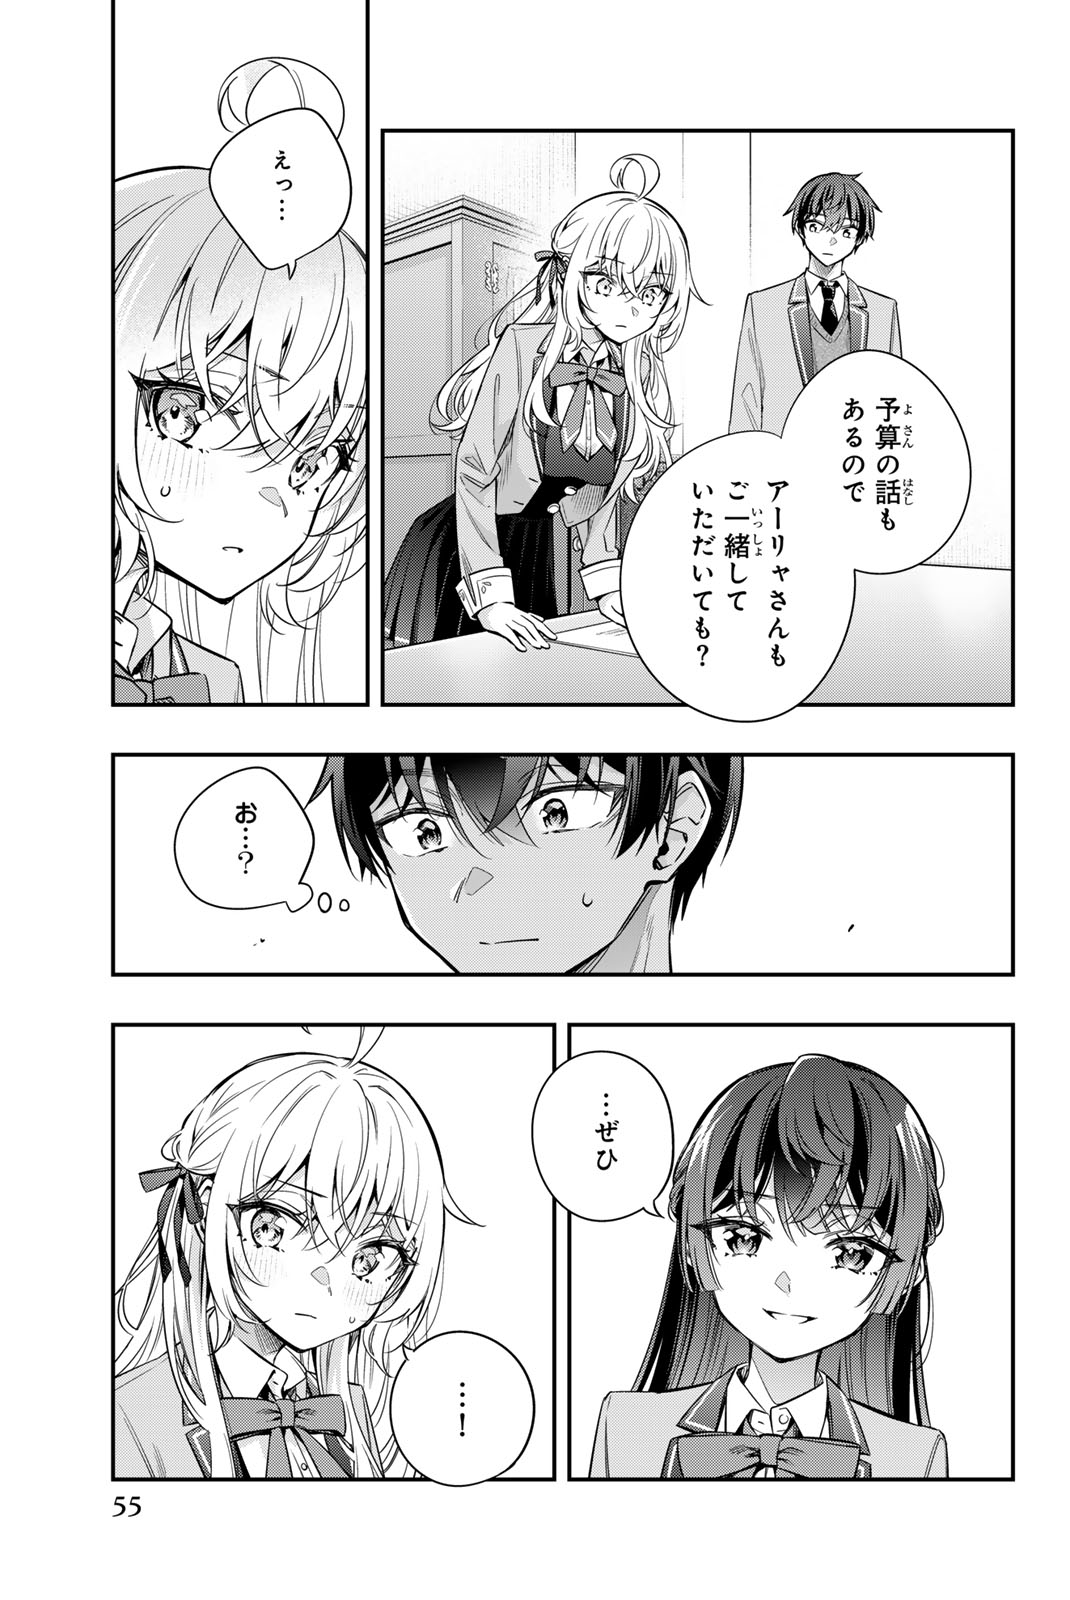 予算の話も
あるので
アーリャさんも
ご一緒して
いただいても？
えっ…
お…？
…ぜひ
…！
55